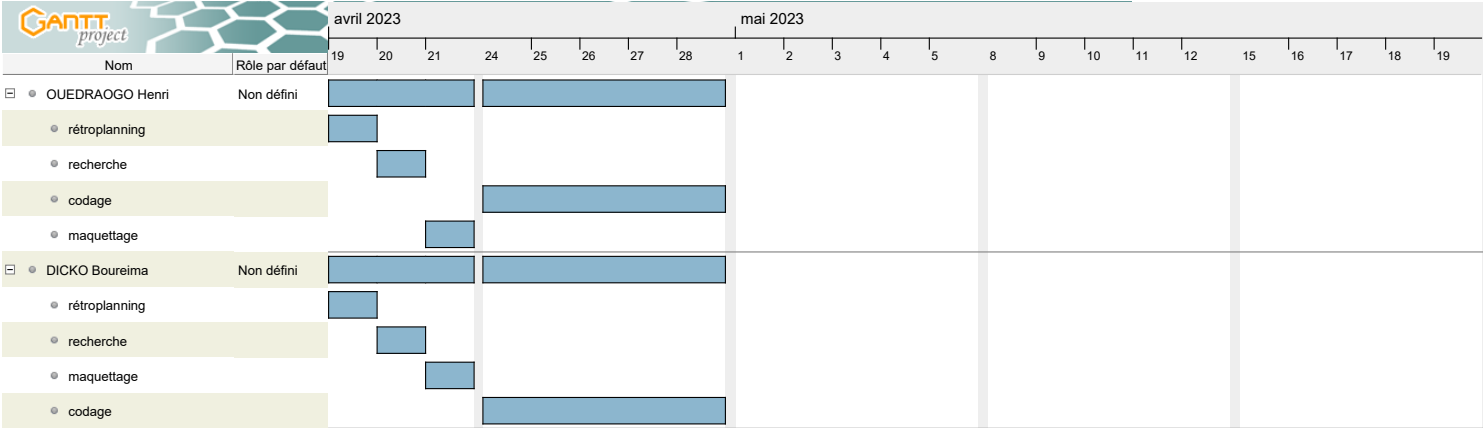 GANTT
project
avril 2023 mai 2023
19 20 21 24 25 26 27 28 1 2 3 4 5 8 9 10 11 12 15 16 17 18 19
Nom Rôle par défaut
OUEDRAOGO Henri Non défini
rétroplanning
recherche
codage
maquettage
DICKO Boureima Non défini
rétroplanning
recherche
maquettage
codage